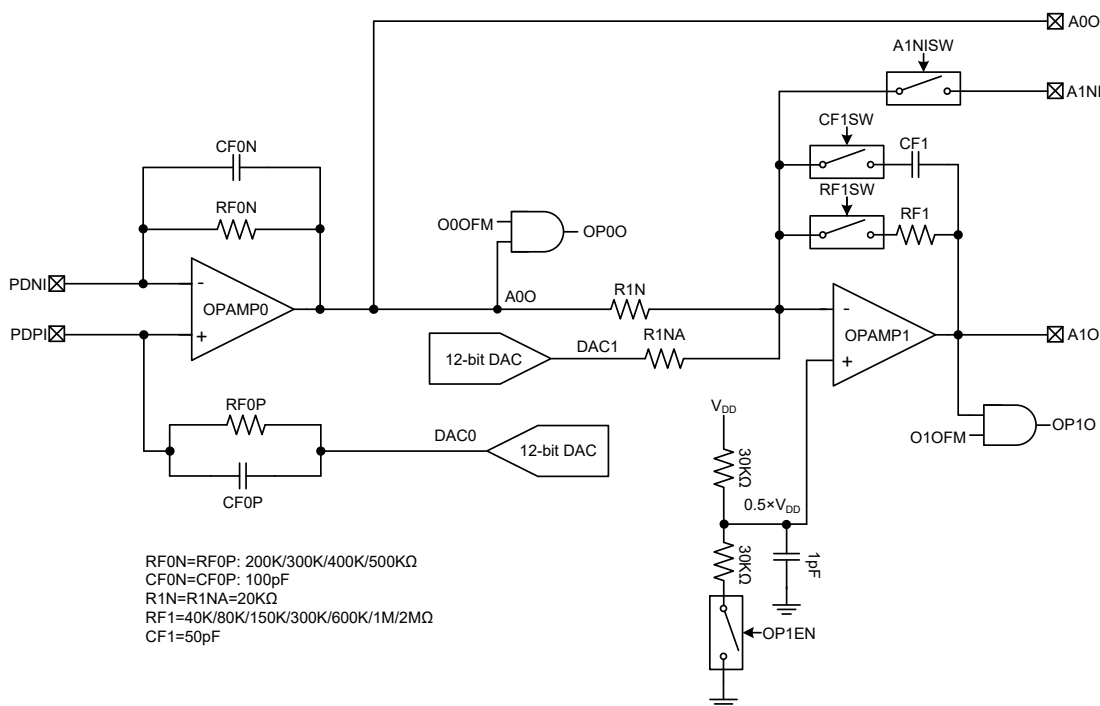 A0O
A1NISW
A1NI
CF1SW
CF1
CF0N
RF1SW
RF1
RF0N
O0OFM
OP0O
PDNI
-
OPAMP0
A0O
R1N
-
PDPI
+
OPAMP1
A1O
R1NA
DAC1
12-bit DAC
+
RF0P
VDD
OP1O
O1OFM
DAC0
12-bit DAC
30KΩ
CF0P
0.5×VDD
30KΩ
1pF
RF0N=RF0P: 200K/300K/400K/500KΩ
CF0N=CF0P: 100pF
R1N=R1NA=20KΩ
RF1=40K/80K/150K/300K/600K/1M/2MΩ
CF1=50pF
OP1EN